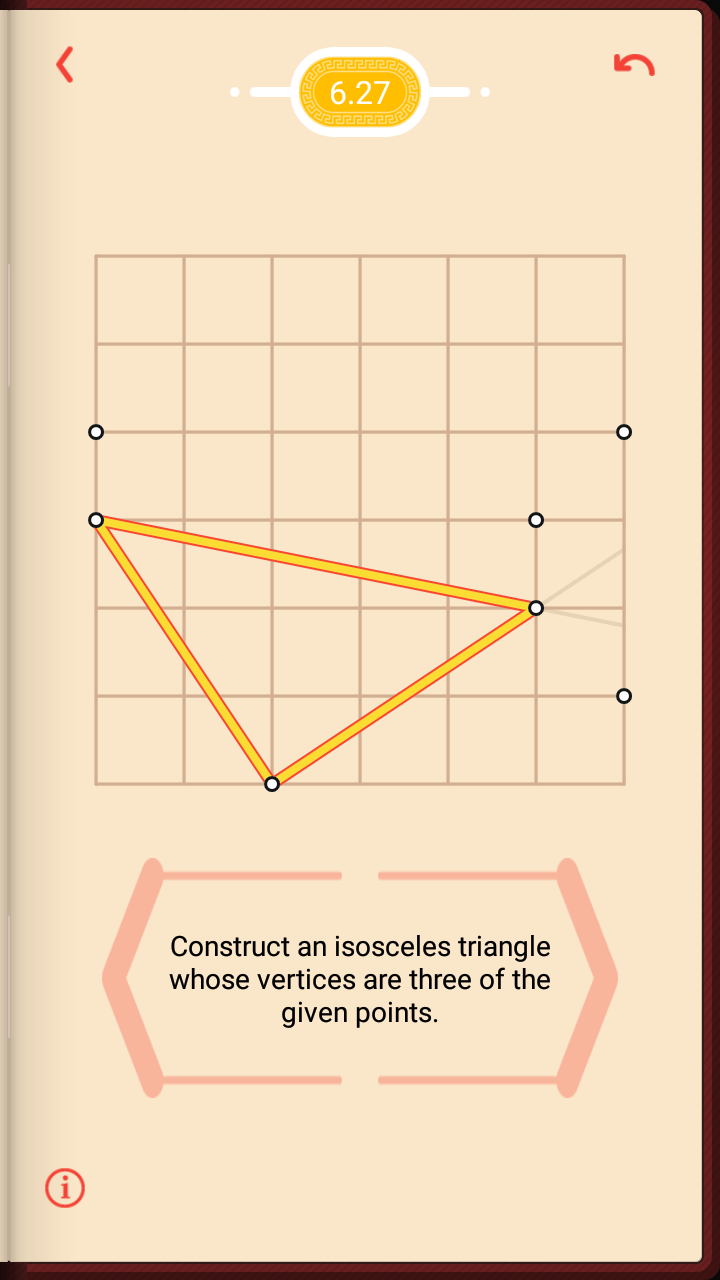 6.27
Construct an isosceles triangle
whose vertices are three of the
given points.
i